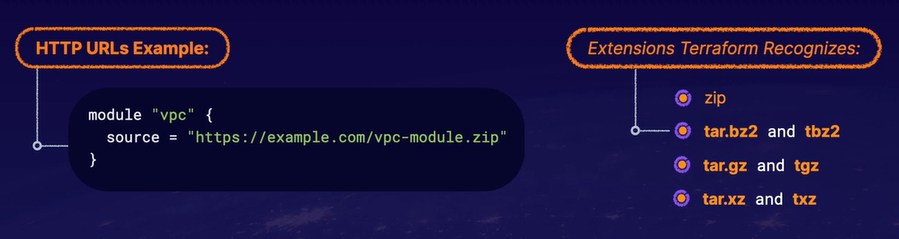 HTTP URLs Example:
module "vpc" {
  source = "https://example.com/vpc-module.zip"
}
Extensions Terraform Recognizes:
zip
tar.bz2 and tbz2
tar.gz and tgz
tar.xz and txz